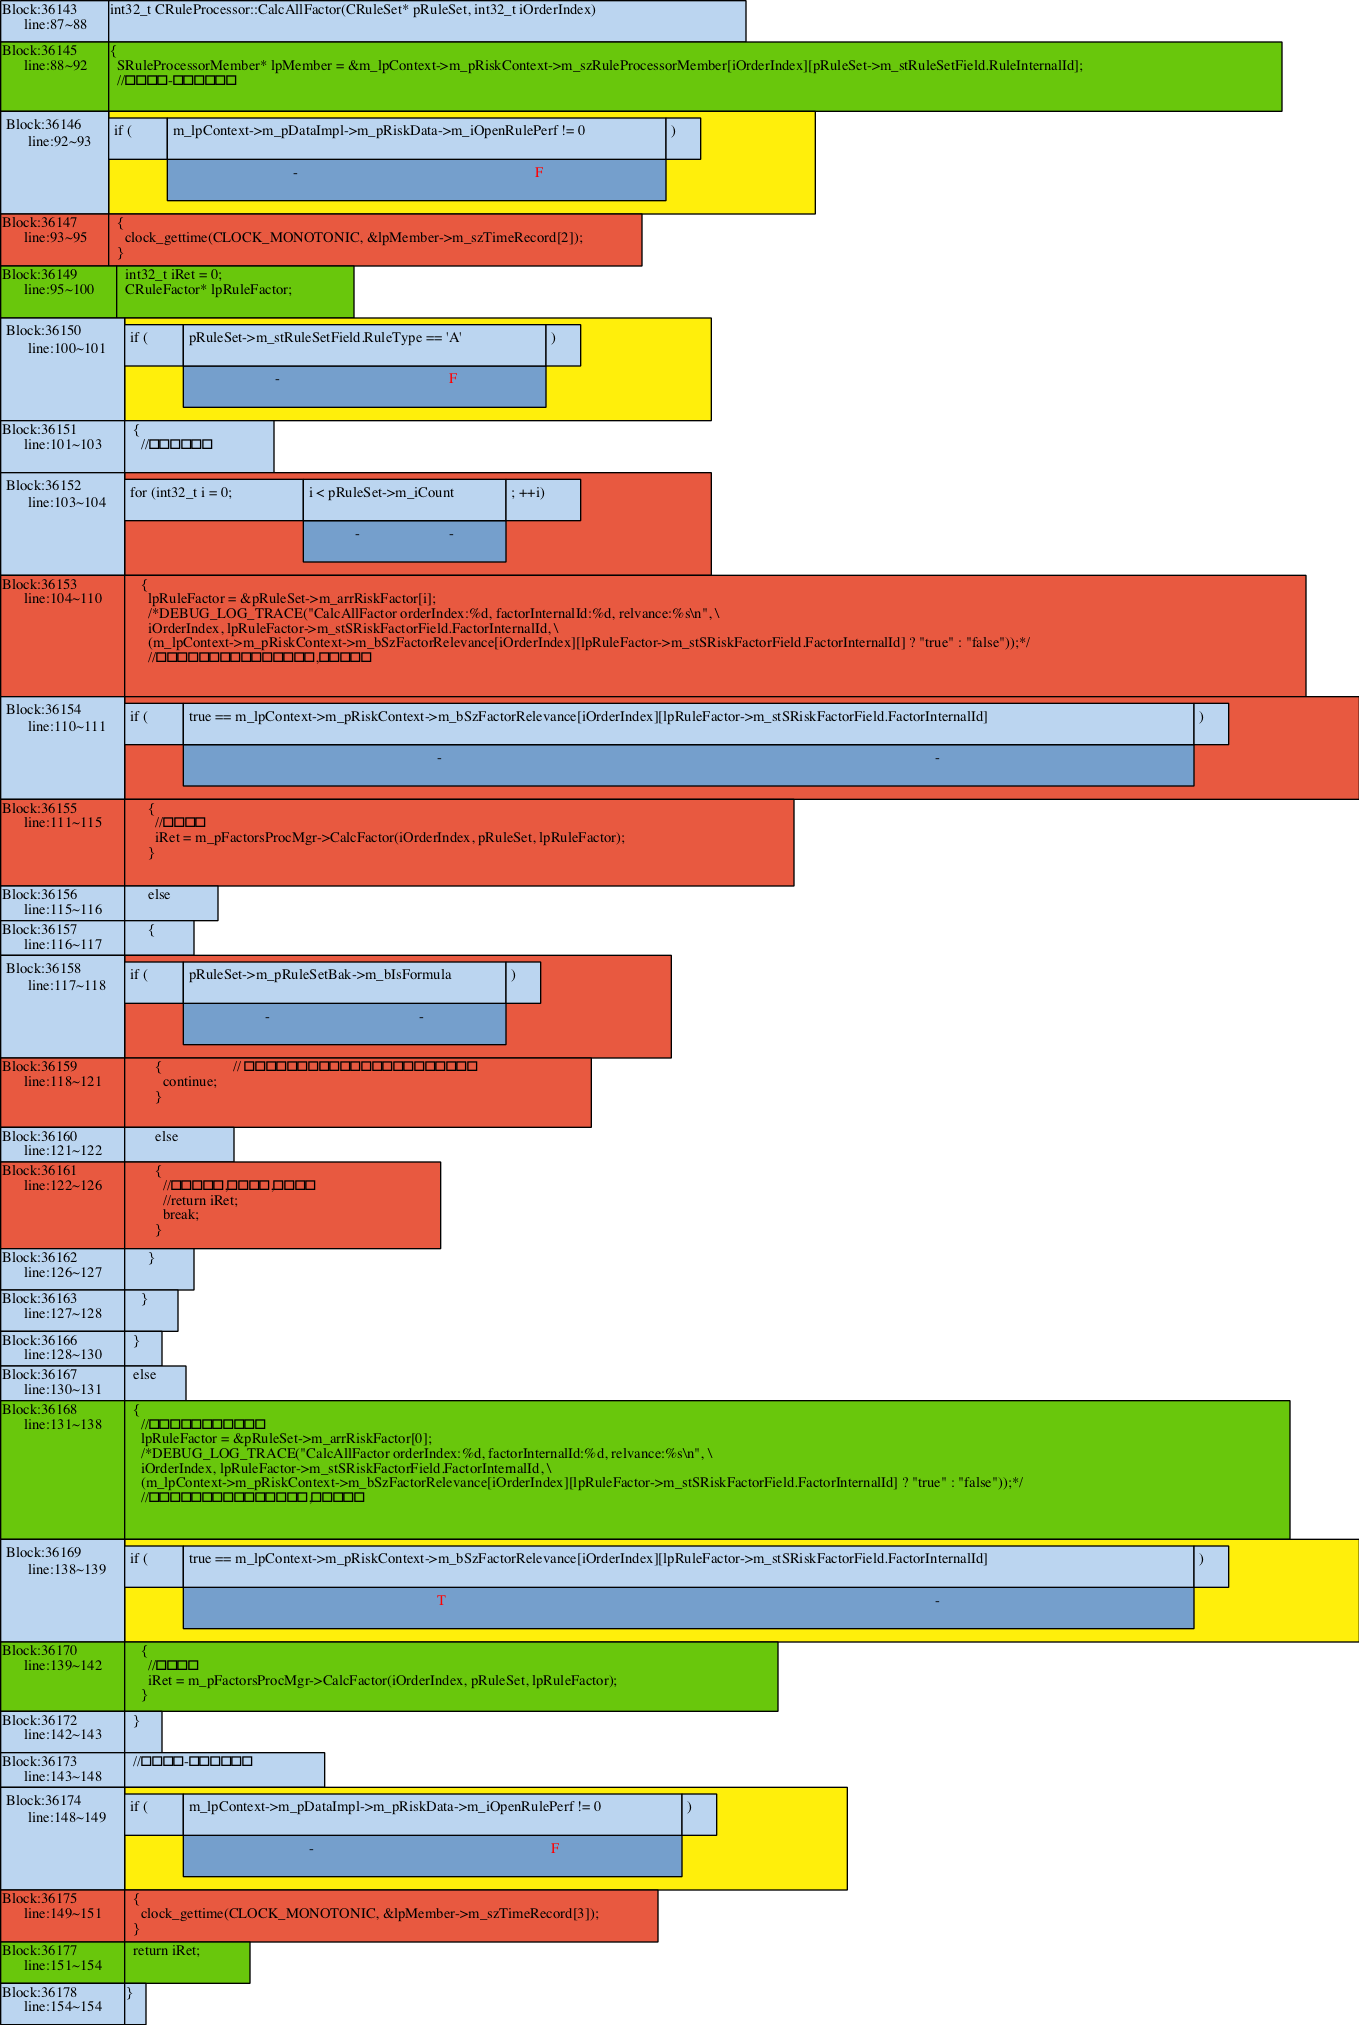 Block:36143
line:87~88
int32_t CRuleProcessor::CalcAllFactor(CRuleSet* pRuleSet, int32_t iOrderIndex)
Block:36145
line:88~92
{
SRuleProcessorMember* lpMember = &m_lpContext->m_pRiskContext->m_szRuleProcessorMember[iOrderIndex][pRuleSet->m_stRuleSetField.RuleInternalId];
//□□□□-□□□□□□
Block:36146
line:92~93
if ( m_lpContext->m_pDataImpl->m_pRiskData->m_iOpenRulePerf != 0 )
- F
Block:36147
line:93~95
{
clock_gettime(CLOCK_MONOTONIC, &lpMember->m_szTimeRecord[2]);
}
Block:36149
line:95~100
int32_t iRet = 0;
CRuleFactor* lpRuleFactor;
Block:36150
line:100~101
if ( pRuleSet->m_stRuleSetField.RuleType == 'A' )
- F
Block:36151
line:101~103
{
//□□□□□□
Block:36152
line:103~104
for (int32_t i = 0; i < pRuleSet->m_iCount ; ++i)
- -
Block:36153
line:104~110
{
lpRuleFactor = &pRuleSet->m_arrRiskFactor[i];
/*DEBUG_LOG_TRACE("CalcAllFactor orderIndex:%d, factorInternalId:%d, relvance:%s\n", \
iOrderIndex, lpRuleFactor->m_stSRiskFactorField.FactorInternalId, \
(m_lpContext->m_pRiskContext->m_bSzFactorRelevance[iOrderIndex][lpRuleFactor->m_stSRiskFactorField.FactorInternalId] ? "true" : "false"));*/
//□□□□□□□□□□□□□□□,□□□□□
Block:36154
line:110~111
if ( true == m_lpContext->m_pRiskContext->m_bSzFactorRelevance[iOrderIndex][lpRuleFactor->m_stSRiskFactorField.FactorInternalId] )
- -
Block:36155
line:111~115
{
//□□□□
iRet = m_pFactorsProcMgr->CalcFactor(iOrderIndex, pRuleSet, lpRuleFactor);
}
Block:36156
line:115~116
else
Block:36157
line:116~117
{
Block:36158
line:117~118
if ( pRuleSet->m_pRuleSetBak->m_bIsFormula )
- -
Block:36159
line:118~121
{ // □□□□□□□□□□□□□□□□□□□□□□
continue;
}
Block:36160
line:121~122
else
Block:36161
line:122~126
{
//□□□□□,□□□□,□□□□
//return iRet;
break;
}
Block:36162
line:126~127
}
Block:36163
line:127~128
}
Block:36166
line:128~130
}
Block:36167
line:130~131
else
Block:36168
line:131~138
{
//□□□□□□□□□□□
lpRuleFactor = &pRuleSet->m_arrRiskFactor[0];
/*DEBUG_LOG_TRACE("CalcAllFactor orderIndex:%d, factorInternalId:%d, relvance:%s\n", \
iOrderIndex, lpRuleFactor->m_stSRiskFactorField.FactorInternalId, \
(m_lpContext->m_pRiskContext->m_bSzFactorRelevance[iOrderIndex][lpRuleFactor->m_stSRiskFactorField.FactorInternalId] ? "true" : "false"));*/
//□□□□□□□□□□□□□□□,□□□□□
Block:36169
line:138~139
if ( true == m_lpContext->m_pRiskContext->m_bSzFactorRelevance[iOrderIndex][lpRuleFactor->m_stSRiskFactorField.FactorInternalId] )
T -
Block:36170
line:139~142
{
//□□□□
iRet = m_pFactorsProcMgr->CalcFactor(iOrderIndex, pRuleSet, lpRuleFactor);
}
Block:36172
line:142~143
}
Block:36173
line:143~148
//□□□□-□□□□□□
Block:36174
line:148~149
if ( m_lpContext->m_pDataImpl->m_pRiskData->m_iOpenRulePerf != 0 )
- F
Block:36175
line:149~151
{
clock_gettime(CLOCK_MONOTONIC, &lpMember->m_szTimeRecord[3]);
}
Block:36177
line:151~154
return iRet;
Block:36178
line:154~154
}